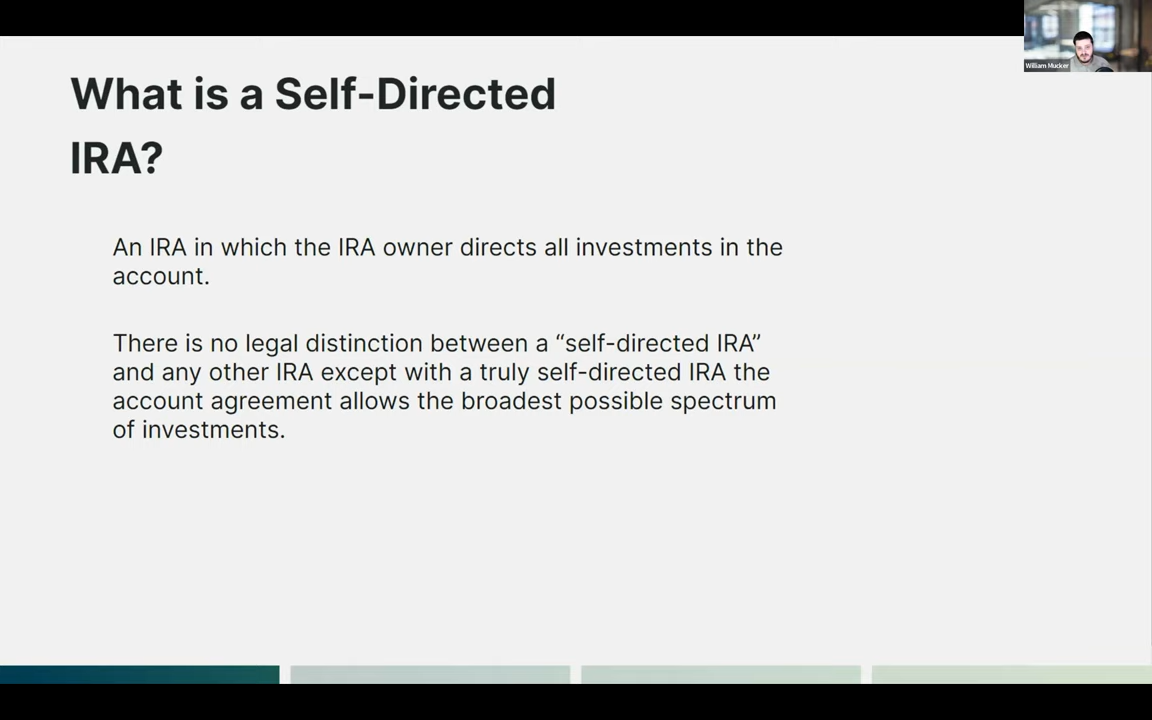 William Mucker
What is a Self-Directed
IRA?
An IRA in which the IRA owner directs all investments in the
account.
There is no legal distinction between a “self-directed IRA”
and any other IRA except with a truly self-directed IRA the
account agreement allows the broadest possible spectrum
of investments.